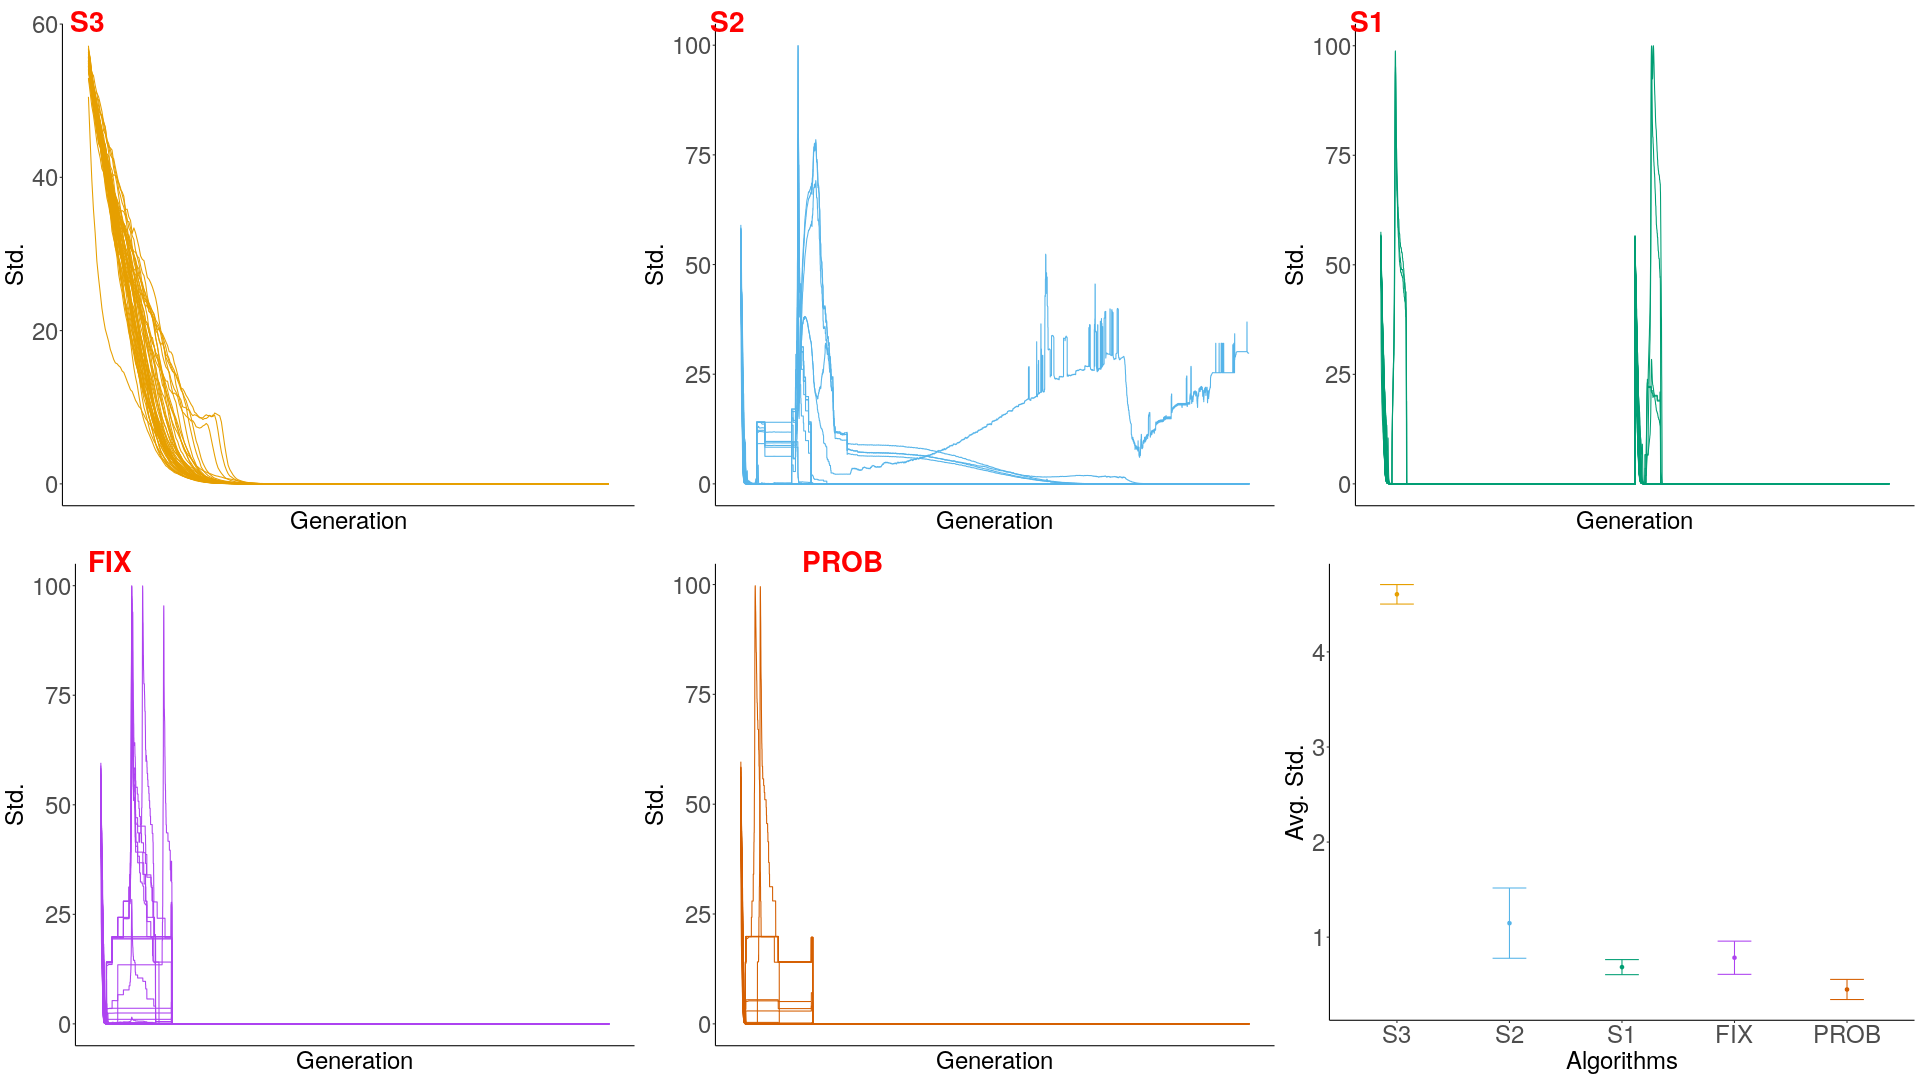 S3
60
40
20
0
Std.
Generation
S2
100
75
50
25
0
Std.
Generation
S1
100
75
50
25
0
Std.
Generation
FIX
100
75
50
25
0
Std.
Generation
PROB
100
75
50
25
0
Std.
Generation
4
3
2
1
Avg. Std.
S3 S2 S1 FIX PROB
Algorithms